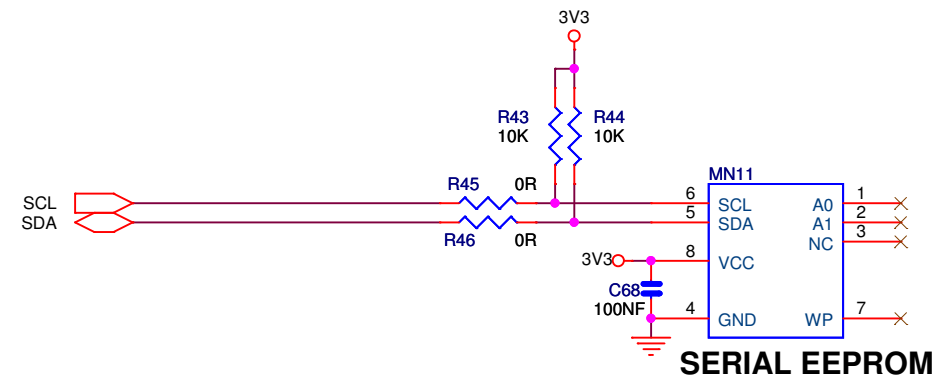 3V3
R43
10K
R44
10K
MN11
R45
0R
SCL
SDA
R46
0R
6
5
SCL
SDA
A0
A1
NC
1
2
3
3V3
8
VCC
C68
100NF
4
GND
WP
7
SERIAL EEPROM